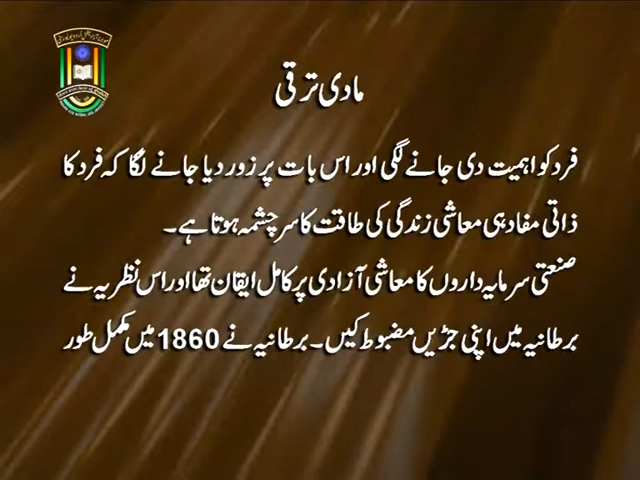 مادی ترقی
فرد کو اہمیت دی جانے لگی اور اس بات پر زور دیا جانے لگا کہ فرد کا
ذاتی مفاد ہی معاشی زندگی کی طاقت کا سرچشمہ ہوتا ہے۔
صنعتی سرمایہ داروں کا معاشی آزادی پر کامل ایقان تھا اور اس نظریہ نے
برطانیہ میں اپنی جڑیں مضبوط کیں۔ برطانیہ نے 1860 میں مکمل طور